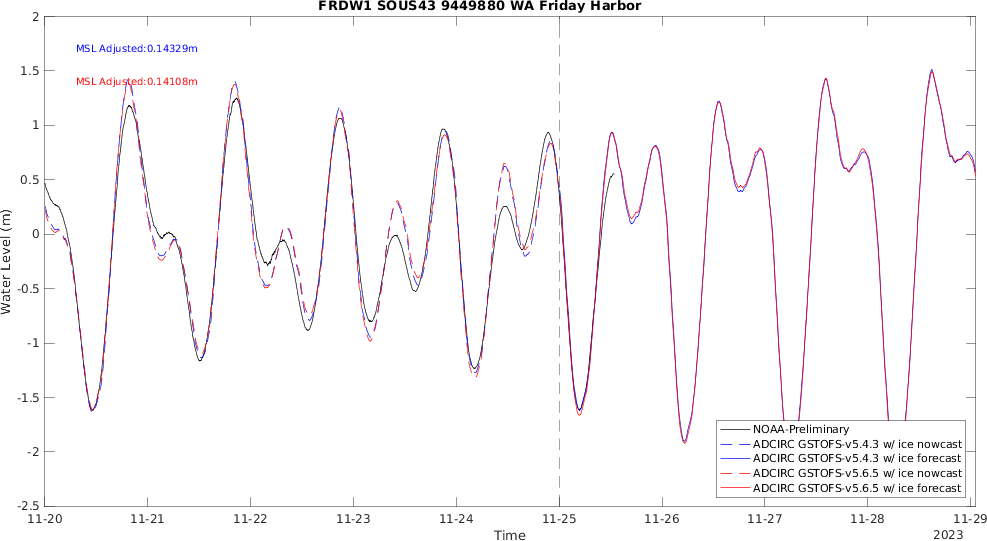 FRDW1 SOUS43 9449880 WA Friday Harbor
MSL Adjusted:0.14329m
MSL Adjusted:0.14108m
Water Level (m)
2
1.5
1
0.5
0
-0.5
-1
-1.5
-2
-2.5
NOAA-Preliminary
ADCIRC GSTOFS-v5.4.3 w/ ice nowcast
ADCIRC GSTOFS-v5.4.3 w/ ice forecast
ADCIRC GSTOFS-v5.6.5 w/ ice nowcast
ADCIRC GSTOFS-v5.6.5 w/ ice forecast
11-20 11-21 11-22 11-23 11-24 11-25 11-26 11-27 11-28 11-29
Time
2023